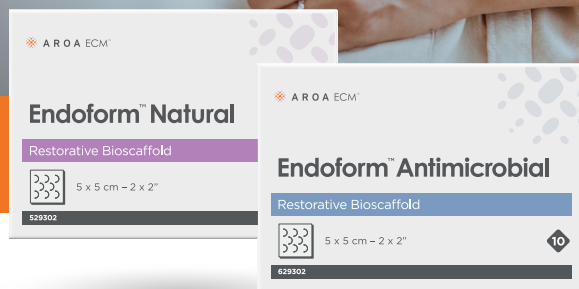 AROA ECM™
Endoform™ Natural
Restorative Bioscaffold
5 x 5 cm – 2 x 2"
529302
AROA ECM™
Endoform™ Antimicrobial
Restorative Bioscaffold
5 x 5 cm – 2 x 2"
10
629302